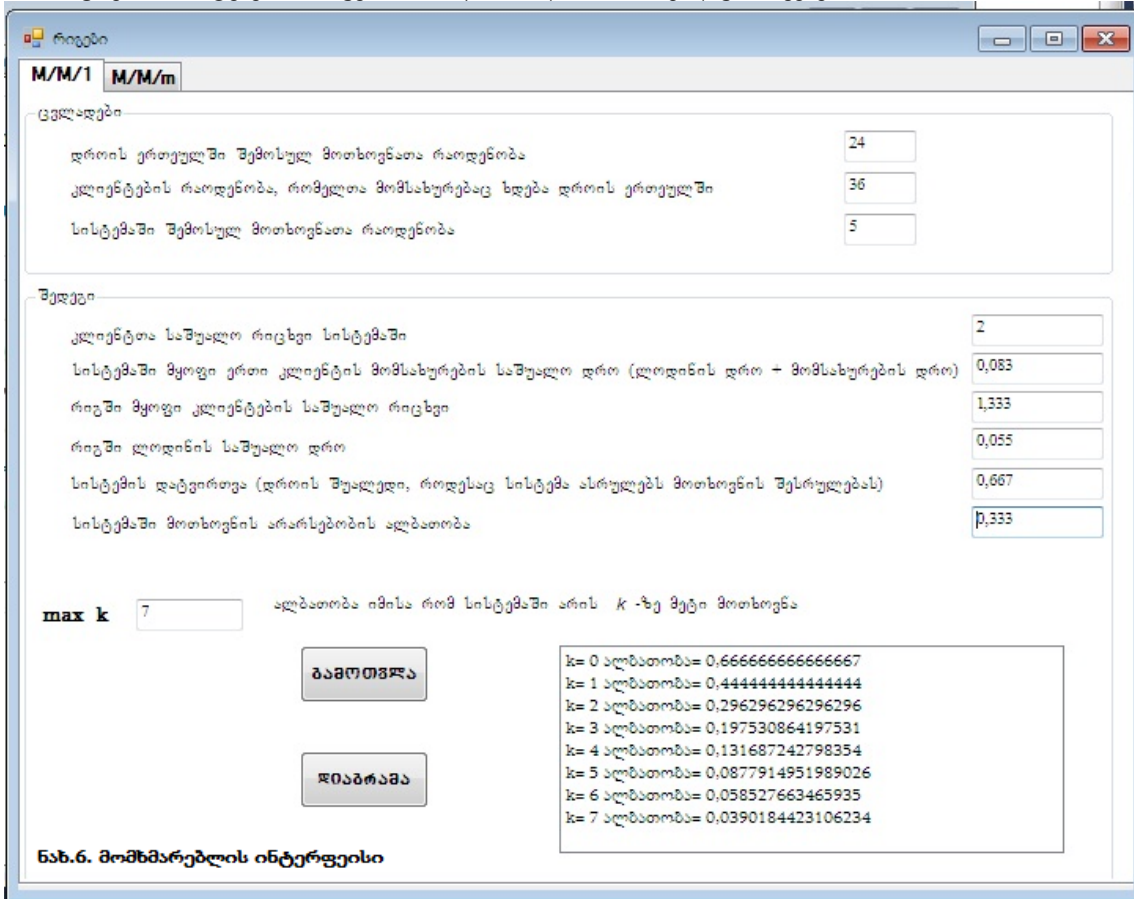 რიგები
M/M/1 M/M/m
ცვლადები
დროის ერთეულში შემოსულ მოთხოვნათა რაოდენობა 24
კლიენტების რაოდენობა, რომელთა მომსახურებაც ხდება დროის ერთეულში 36
სისტემაში შემოსულ მოთხოვნათა რაოდენობა 5
შედეგი
კლიენტთა საშუალო რიცხვი სისტემაში 2
სისტემაში მყოფი ერთი კლიენტის მომსახურების საშუალო დრო (ლოდინის დრო + მომსახურების დრო) 0,083
რიგში მყოფი კლიენტების საშუალო რიცხვი 1,333
რიგში ლოდინის საშუალო დრო 0,055
სისტემის დატვირთვა (დროის შუალედი, როდესაც სისტემა ასრულებს მოთხოვნის შესრულებას) 0,667
სისტემაში მოთხოვნის არარსებობის ალბათობა 0,333
max k 7 ალბათობა იმისა რომ სისტემაში არის k -ზე მეტი მოთხოვნა
გამოთვლა
დიაგრამა
k= 0 ალბათობა= 0,666666666666667
k= 1 ალბათობა= 0,444444444444444
k= 2 ალბათობა= 0,296296296296296
k= 3 ალბათობა= 0,197530864197531
k= 4 ალბათობა= 0,131687242798354
k= 5 ალბათობა= 0,0877914951989026
k= 6 ალბათობა= 0,058527663465935
k= 7 ალბათობა= 0,0390184423106234
ნახ.6. მომხმარებლის ინტერფეისი